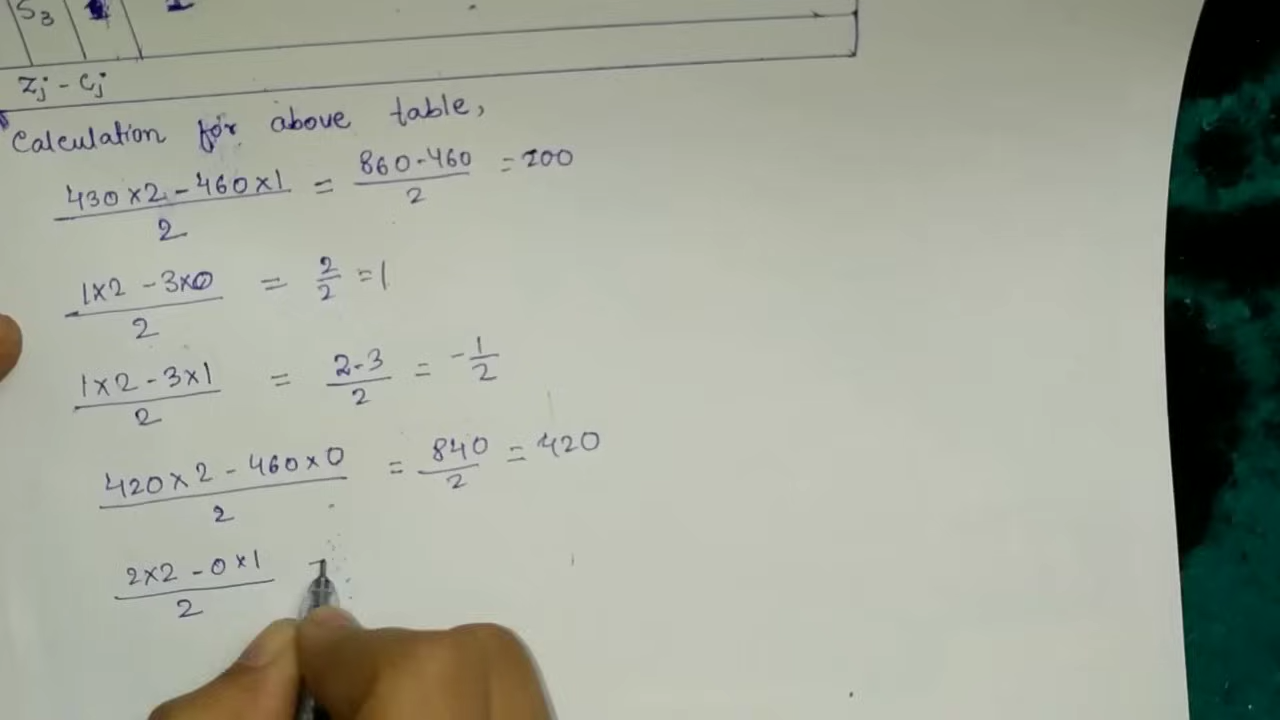 S3
Zj - Cj
Calculation for above table,
430×2 - 460×1 / 2 = 860-460 / 2 = 200
1×2 - 3×0 / 2 = 2/2 = 1
1×2 - 3×1 / 2 = 2-3 / 2 = -1/2
420×2 - 460×0 / 2 = 840 / 2 = 420
2×2 - 0×1 / 2